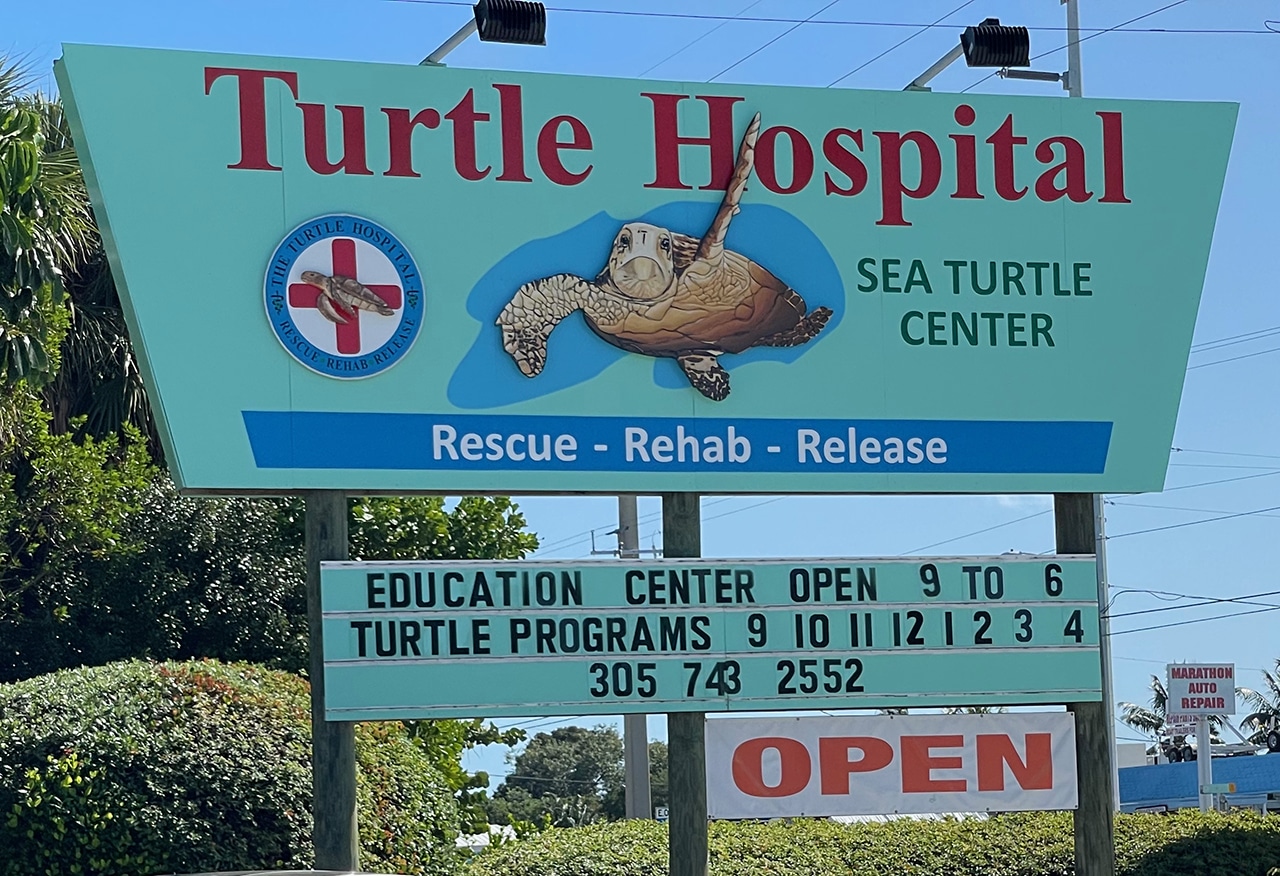 Turtle Hospital
THE TURTLE HOSPITAL
RESCUE REHAB RELEASE
SEA TURTLE
CENTER
Rescue - Rehab - Release
EDUCATION CENTER OPEN 9 TO 6
TURTLE PROGRAMS 9 10 11 12 1 2 3 4
305 743 2552
OPEN
MARATHON
AUTO
REPAIR